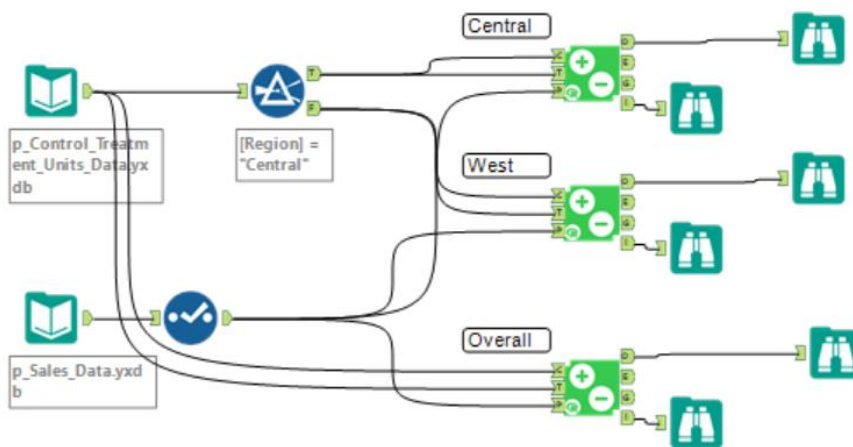 Central
T
F
C
T
P
D
E
G
I
p_Control_Treatm
ent_Units_Data.yx
db
[Region] =
"Central"
West
C
T
P
D
E
G
I
Overall
p_Sales_Data.yxd
b
C
T
P
D
E
G
I